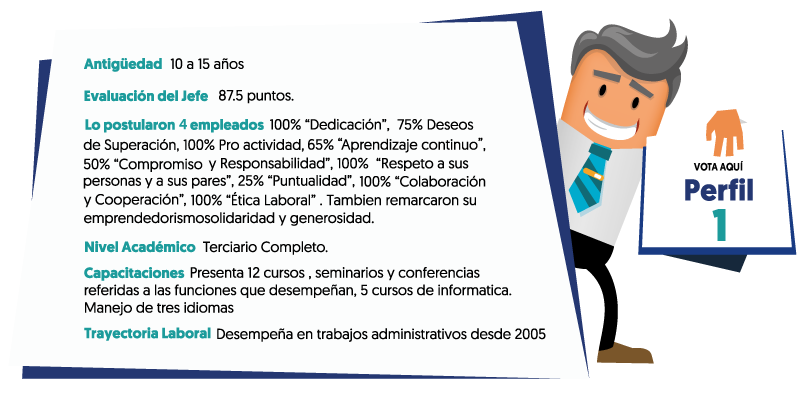 Antigüedad 10 a 15 años
Evaluación del Jefe 87.5 puntos.
Lo postularon 4 empleados 100% “Dedicación”, 75% Deseos
de Superación, 100% Pro actividad, 65% “Aprendizaje continuo”,
50% “Compromiso y Responsabilidad”, 100% “Respeto a sus
personas y a sus pares”, 25% “Puntualidad”, 100% “Colaboración
y Cooperación”, 100% “Ética Laboral” . Tambien remarcaron su
emprendedorismosolidaridad y generosidad.
Nivel Académico Terciario Completo.
Capacitaciones Presenta 12 cursos , seminarios y conferencias
referidas a las funciones que desempeñan, 5 cursos de informatica.
Manejo de tres idiomas
Trayectoria Laboral Desempeña en trabajos administrativos desde 2005
VOTA AQUÍ
Perfil
1